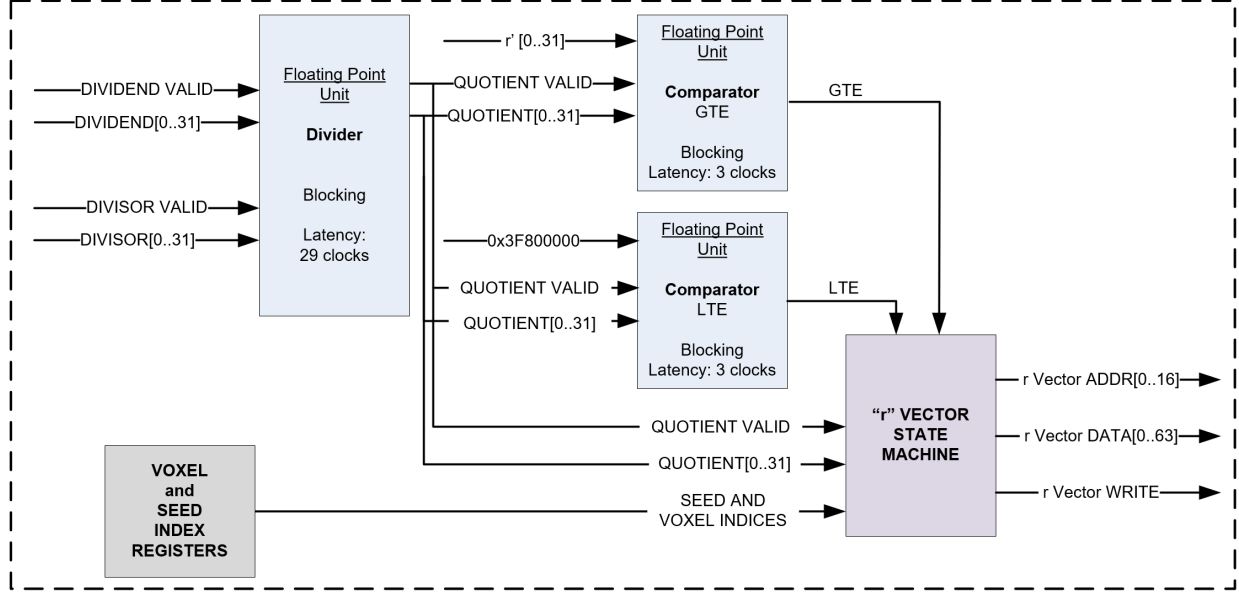 DIVIDEND VALID
DIVIDEND[0..31]
DIVISOR VALID
DIVISOR[0..31]
Floating Point
Unit
Divider
Blocking
Latency:
29 clocks
r’ [0..31]
QUOTIENT VALID
QUOTIENT[0..31]
Floating Point
Unit
Comparator
GTE
Blocking
Latency: 3 clocks
GTE
0x3F800000
QUOTIENT VALID
QUOTIENT[0..31]
Floating Point
Unit
Comparator
LTE
Blocking
Latency: 3 clocks
LTE
QUOTIENT VALID
QUOTIENT[0..31]
SEED AND
VOXEL INDICES
VOXEL
and
SEED
INDEX
REGISTERS
“r” VECTOR
STATE
MACHINE
r Vector ADDR[0..16]
r Vector DATA[0..63]
r Vector WRITE